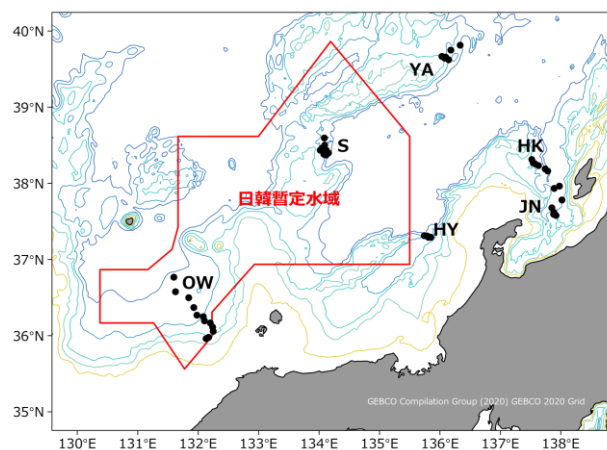 40°N
YA
39°N
S
HK
38°N
日韓暫定水域
JN
HY
37°N
OW
36°N
GEBCO Compilation Group (2020) GEBCO 2020 Grid
35°N
130°E 131°E 132°E 133°E 134°E 135°E 136°E 137°E 138°E